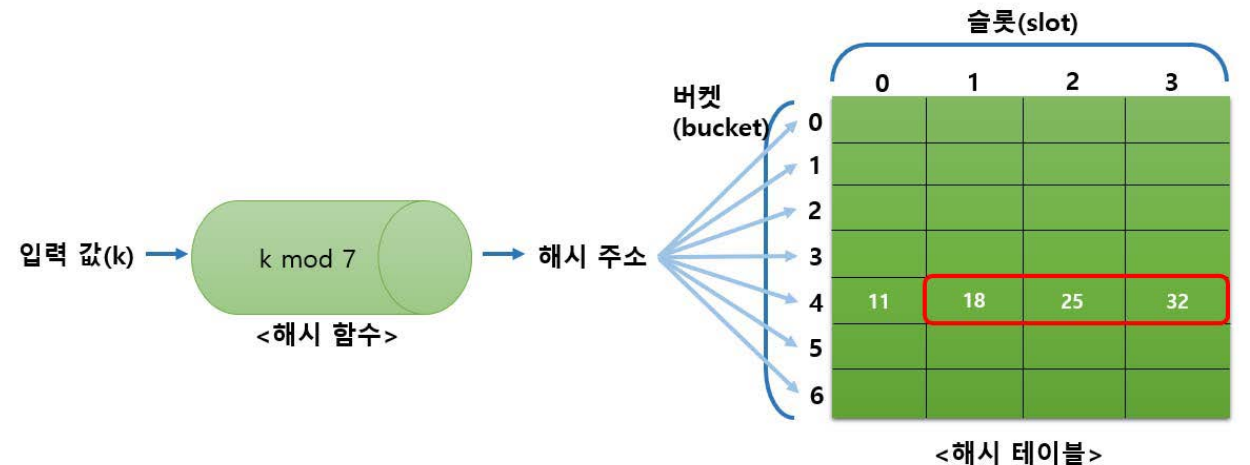 슬롯(slot)
0 1 2 3
버켓
(bucket)
0
1
2
3
4 11 18 25 32
5
6
입력 값(k)
k mod 7
해시 주소
<해시 함수>
<해시 테이블>